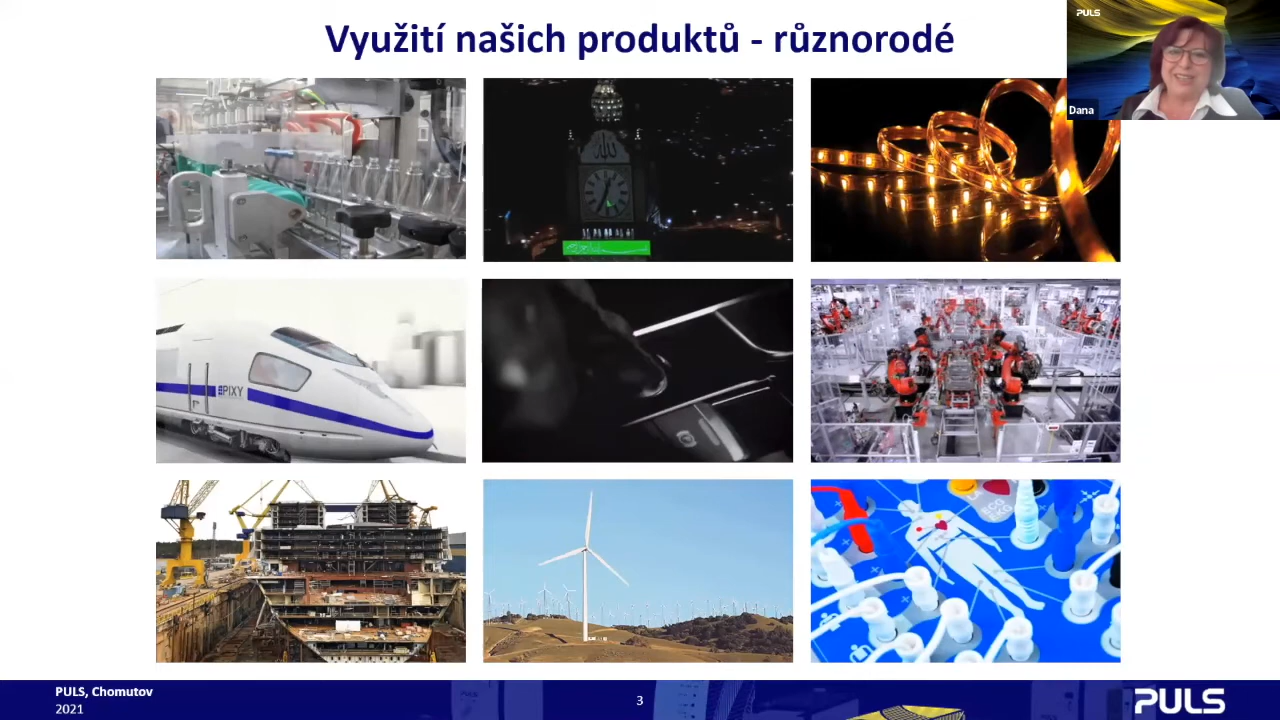 Využití našich produktů - různorodé
PULS
Dana
PIXY
PULS, Chomutov
2021
3
PULS